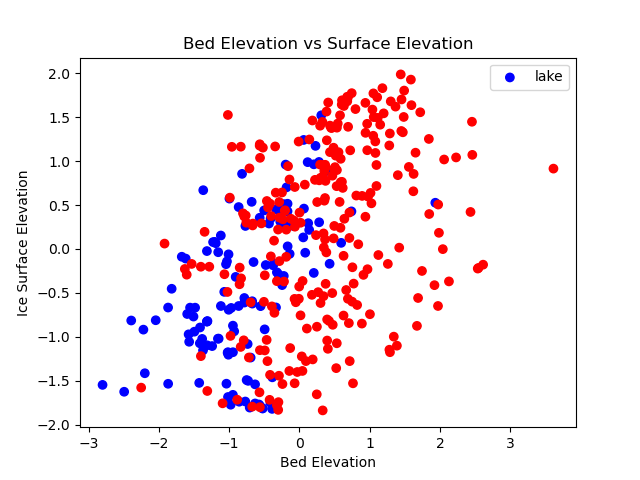 Bed Elevation vs Surface Elevation
lake
2.0
1.5
1.0
0.5
0.0
−0.5
−1.0
−1.5
−2.0
Ice Surface Elevation
−3 −2 −1 0 1 2 3
Bed Elevation